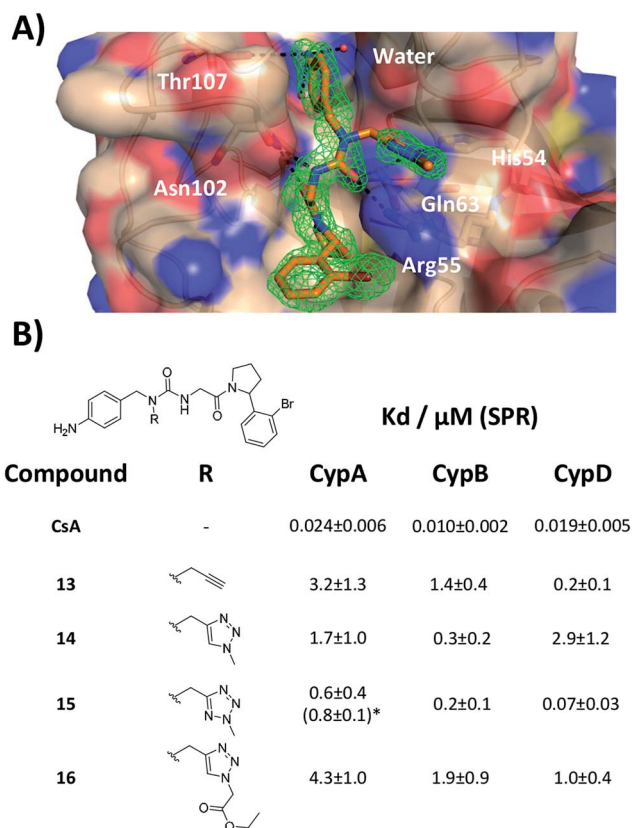 A)
Water
Thr107
Asn102
His54
Gln63
Arg55
B)
O
N
R
NH
O
N
Br
H₂N
Kd / μM (SPR)
Compound R CypA CypB CypD
CsA - 0.024±0.006 0.010±0.002 0.019±0.005
13 3.2±1.3 1.4±0.4 0.2±0.1
14 N N N 1.7±1.0 0.3±0.2 2.9±1.2
15 N N N N 0.6±0.4 0.2±0.1 0.07±0.03
(0.8±0.1)*
16 N N N 4.3±1.0 1.9±0.9 1.0±0.4
O O